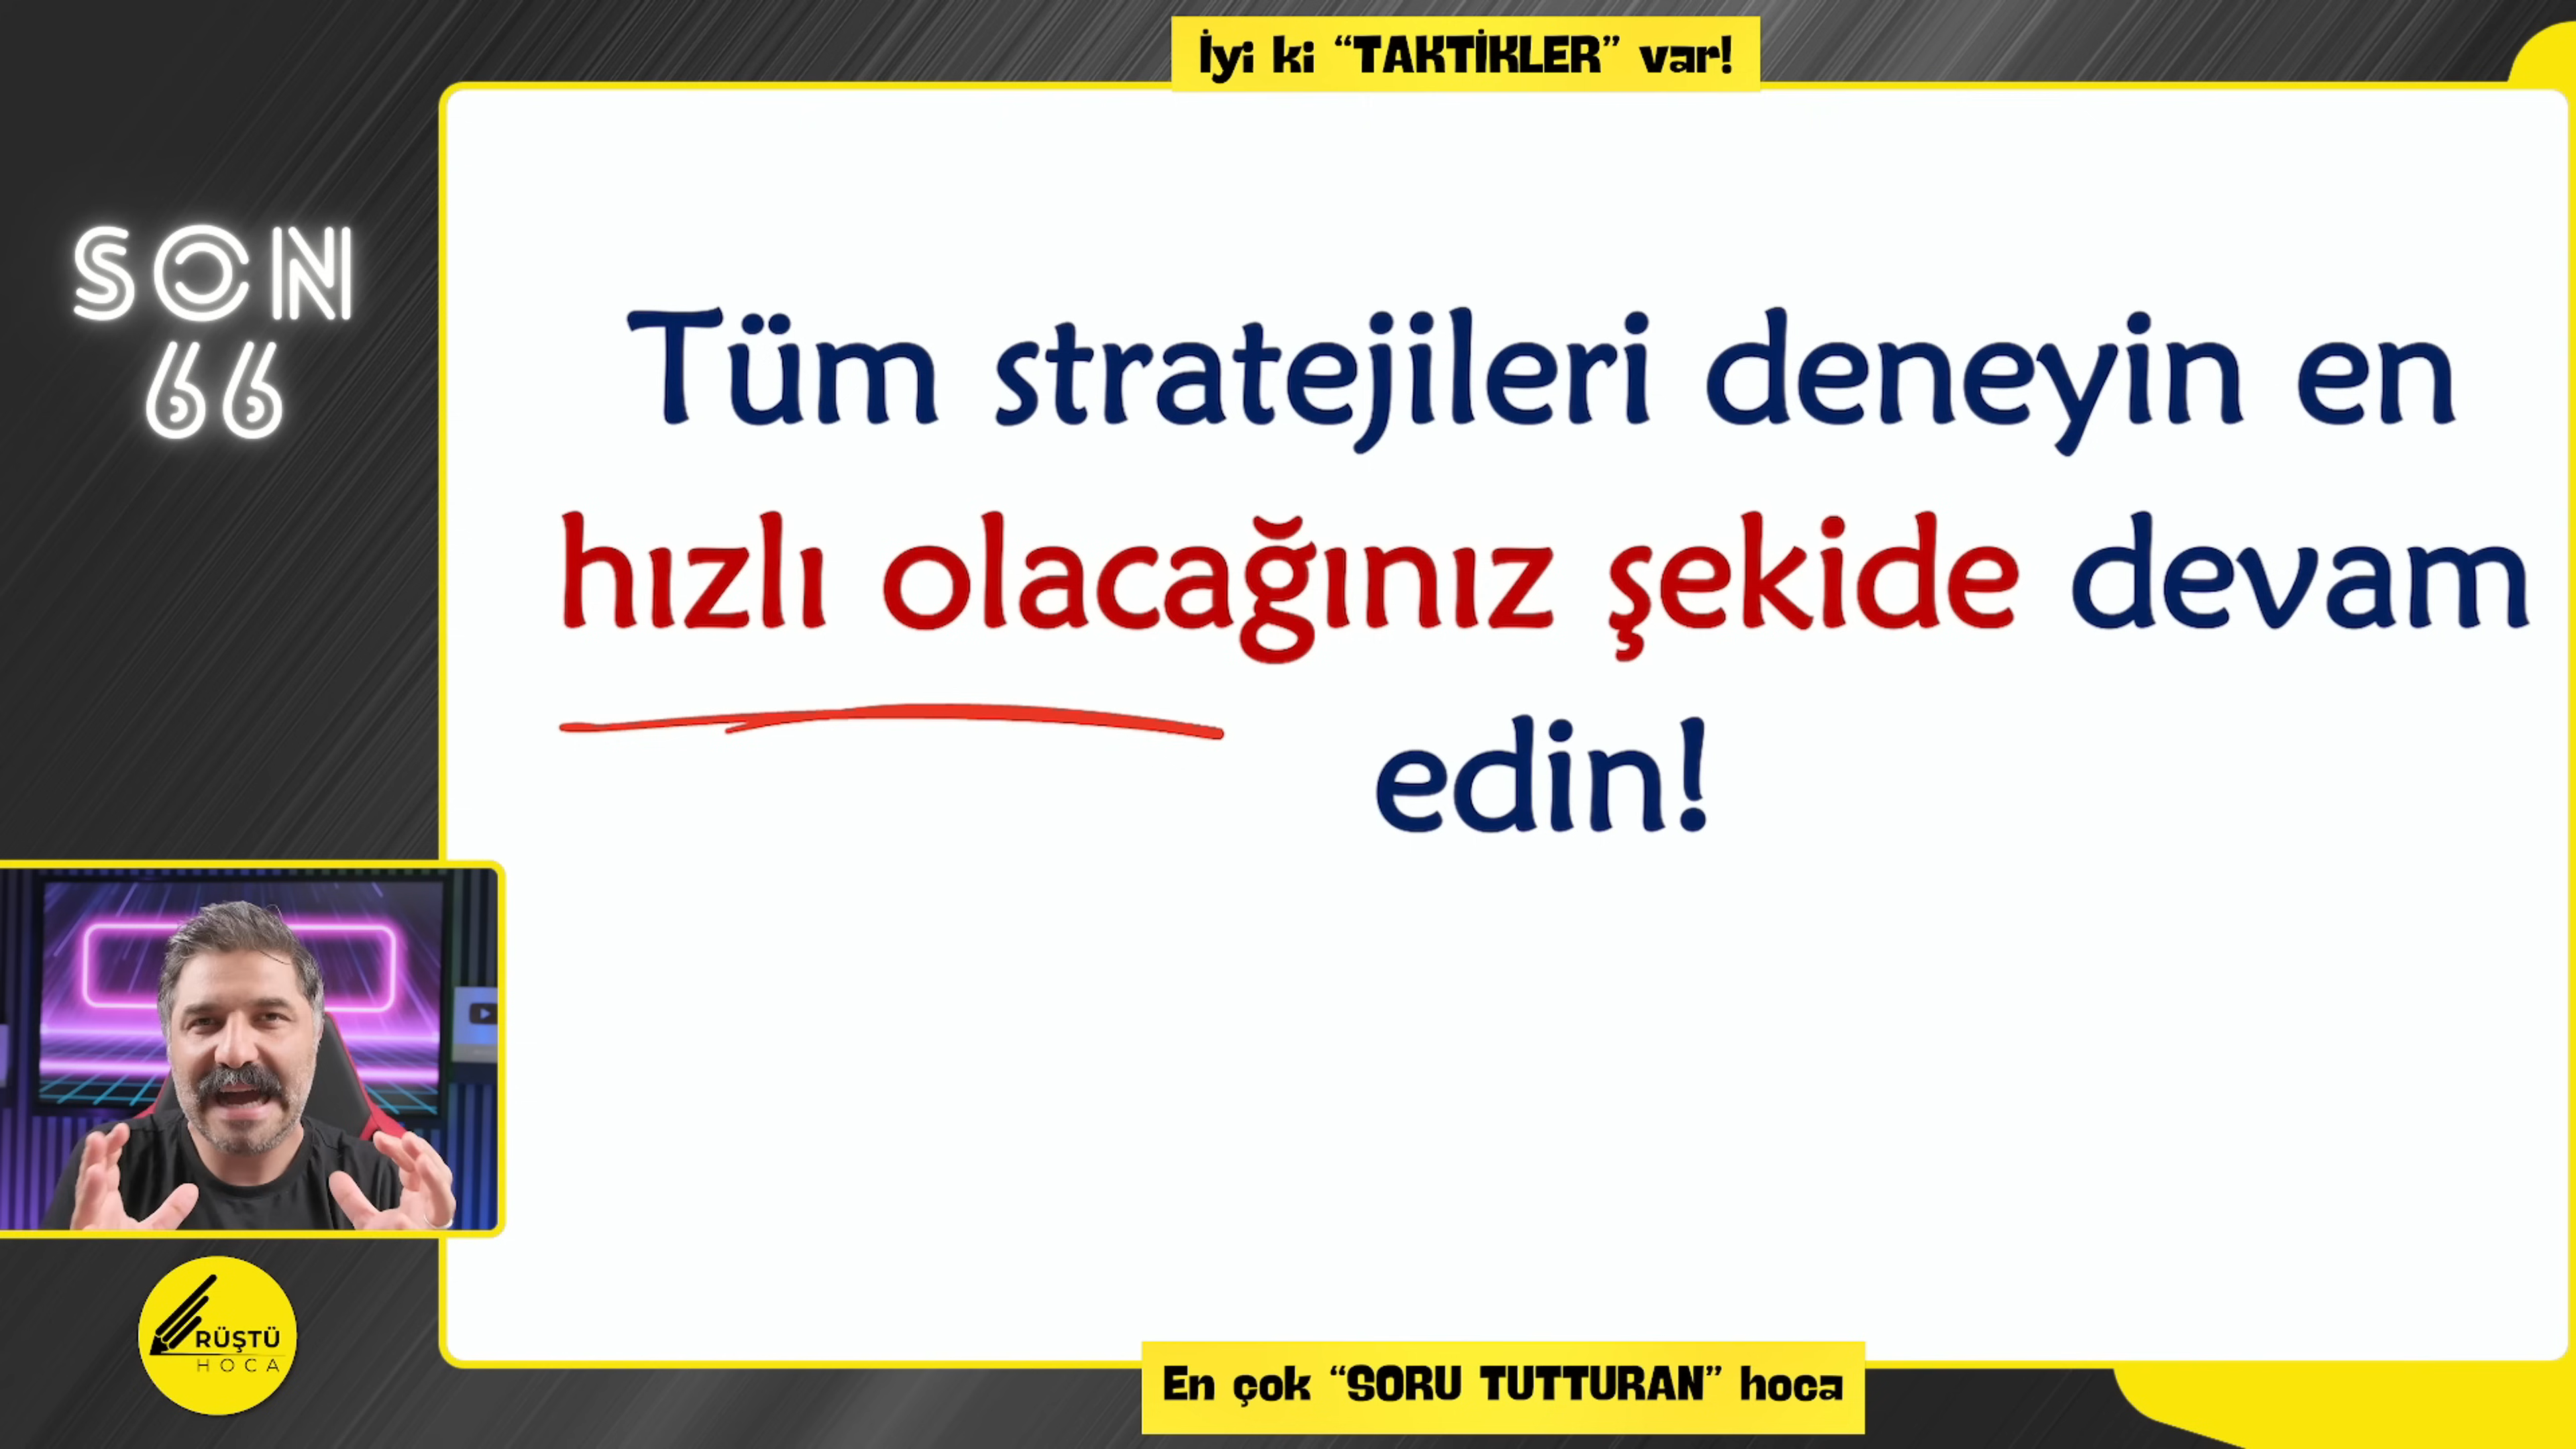 İyi ki “TAKTİKLER” var!
SON
66
Tüm stratejileri deneyin en
hızlı olacağınız şekide devam
edin!
RÜŞTÜ
HOCA
En çok “SORU TUTTURAN” hoca